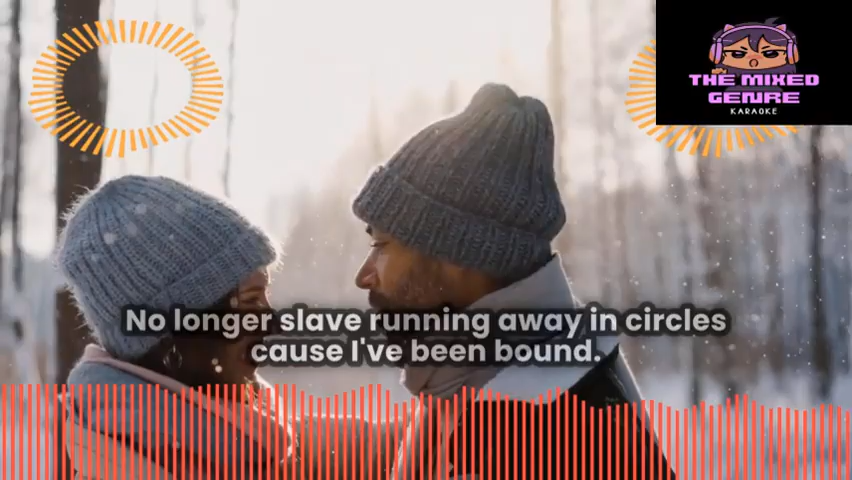 THE MIXED
GENRE
KARAOKE
No longer slave running away in circles
cause I've been bound.